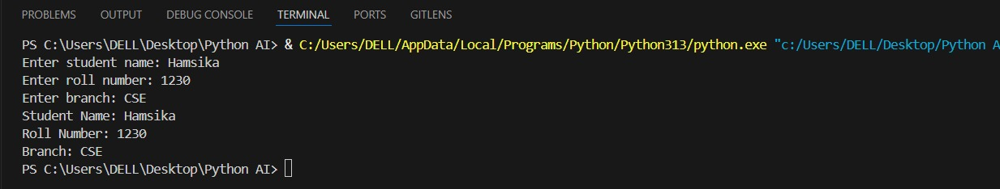 PROBLEMS OUTPUT DEBUG CONSOLE TERMINAL PORTS GITLENS
PS C:\Users\DELL\Desktop\Python AI> & C:/Users/DELL/AppData/Local/Programs/Python/Python313/python.exe "c:/Users/DELL/Desktop/Python A
Enter student name: Hamsika
Enter roll number: 1230
Enter branch: CSE
Student Name: Hamsika
Roll Number: 1230
Branch: CSE
PS C:\Users\DELL\Desktop\Python AI>